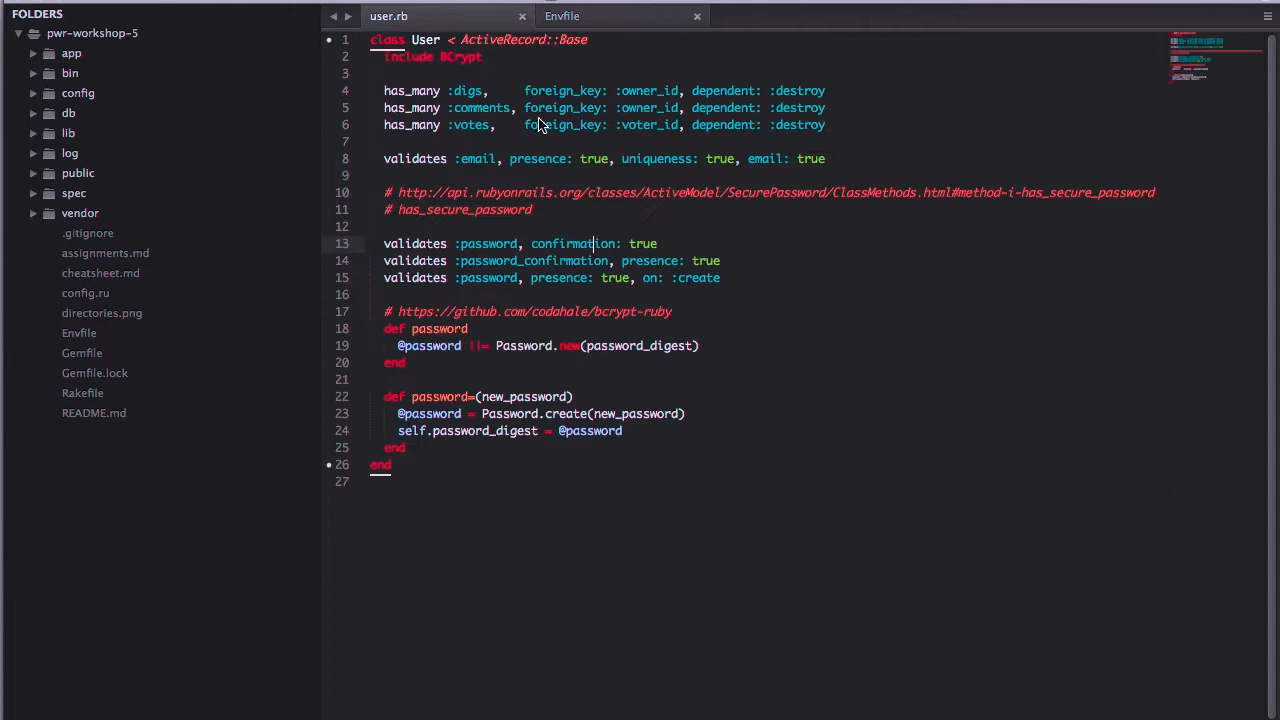 FOLDERS
pwr-workshop-5
app
bin
config
db
lib
log
public
spec
vendor
.gitignore
assignments.md
cheatsheet.md
config.ru
directories.png
Envfile
Gemfile
Gemfile.lock
Rakefile
README.md
user.rb
Envfile
1 class User < ActiveRecord::Base
2 include BCrypt
3
4 has_many :digs, foreign_key: :owner_id, dependent: :destroy
5 has_many :comments, foreign_key: :owner_id, dependent: :destroy
6 has_many :votes, foreign_key: :voter_id, dependent: :destroy
7
8 validates :email, presence: true, uniqueness: true, email: true
9
10 # http://api.rubyonrails.org/classes/ActiveModel/SecurePassword/ClassMethods.html#method-i-has_secure_password
11 # has_secure_password
12
13 validates :password, confirmation: true
14 validates :password_confirmation, presence: true
15 validates :password, presence: true, on: :create
16
17 # https://github.com/codahale/bcrypt-ruby
18 def password
19 @password ||= Password.new(password_digest)
20 end
21
22 def password=(new_password)
23 @password = Password.create(new_password)
24 self.password_digest = @password
25 end
26 end
27